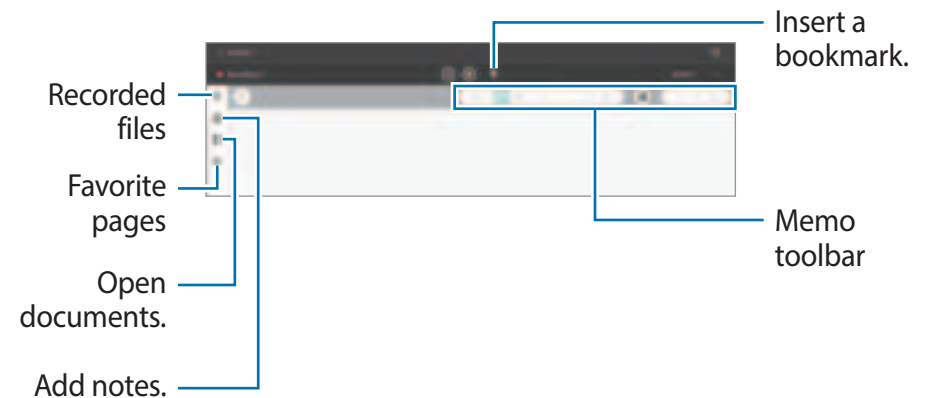 Insert a
bookmark.
Recorded
files
Favorite
pages
Memo
toolbar
Open
documents.
Add notes.